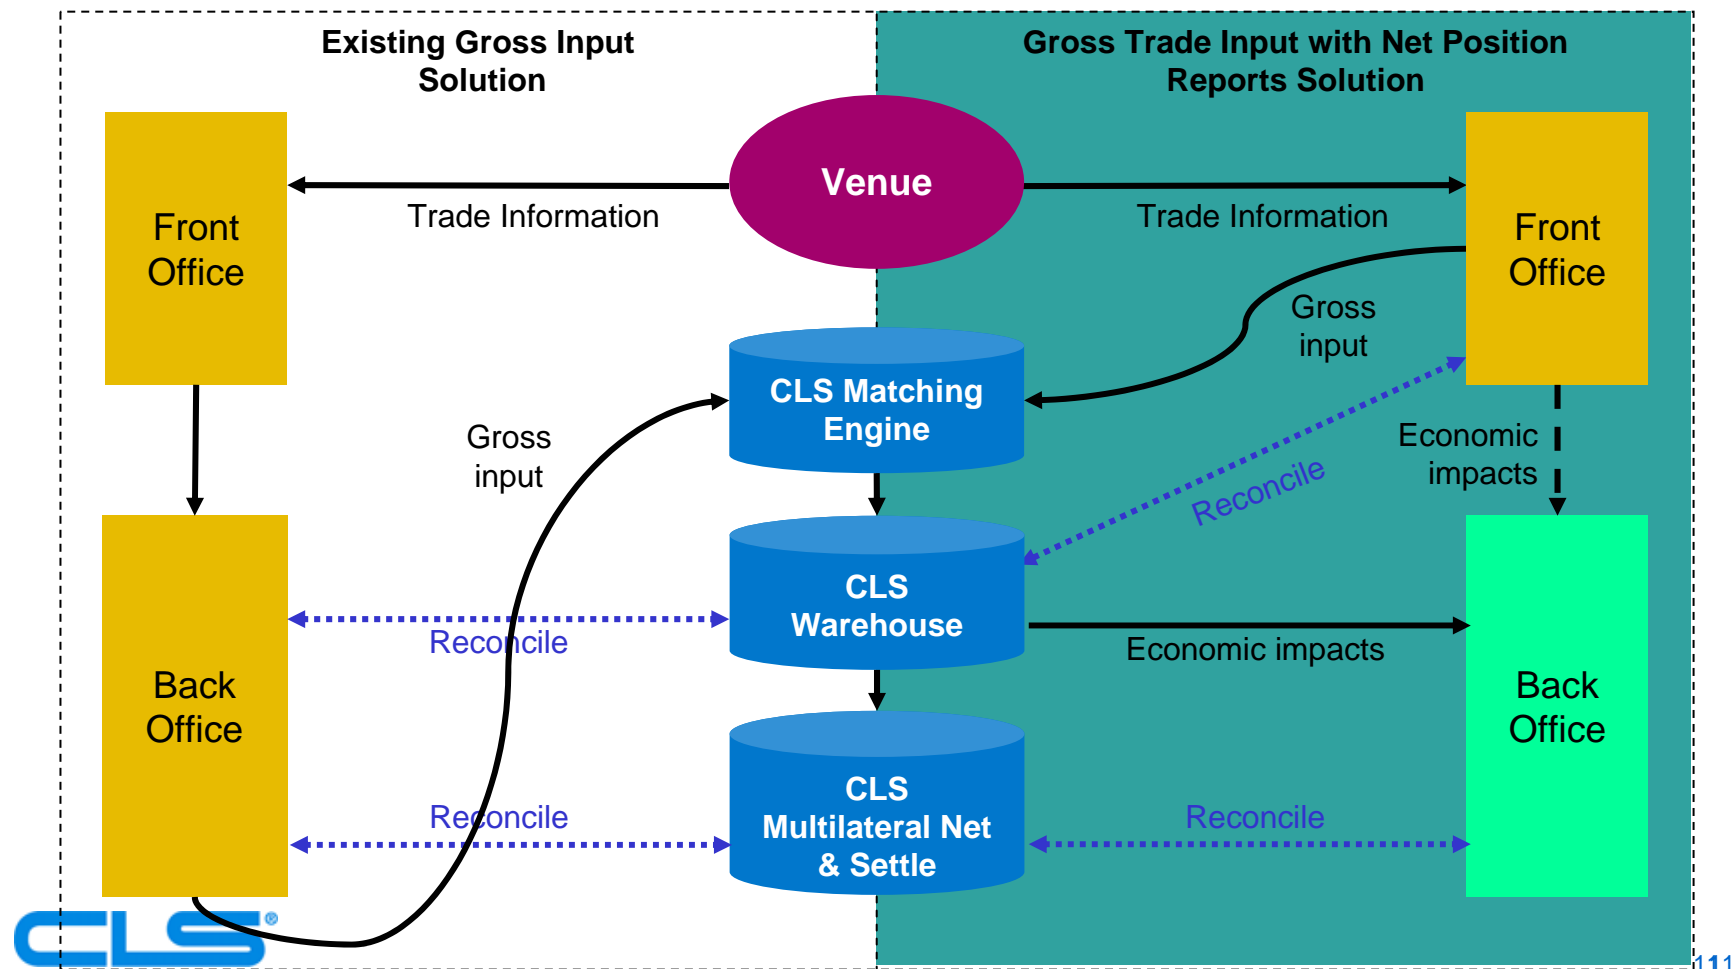 Existing Gross Input
Solution
Gross Trade Input with Net Position
Reports Solution
Venue
Trade Information
Trade Information
Front
Office
Front
Office
Gross
input
CLS Matching
Engine
Gross
input
Economic
impacts
Reconcile
CLS
Warehouse
Reconcile
Economic impacts
Back
Office
Back
Office
CLS
Multilateral Net
& Settle
Reconcile
Reconcile
CLS®